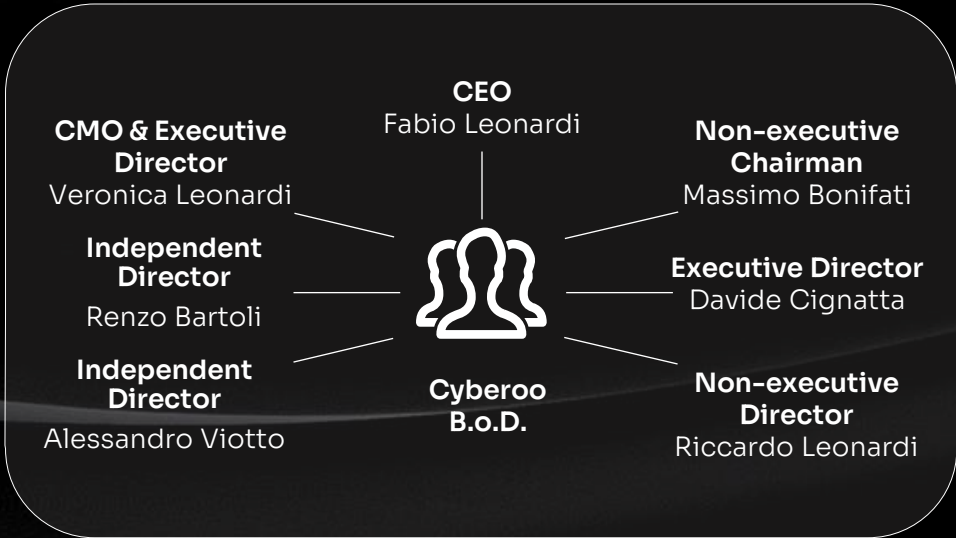 CEO
Fabio Leonardi
CMO & Executive
Director
Veronica Leonardi
Independent
Director
Renzo Bartoli
Independent
Director
Alessandro Viotto
Non-executive
Chairman
Massimo Bonifati
Executive Director
Davide Cignatta
Non-executive
Director
Riccardo Leonardi
Cyberoo
B.o.D.